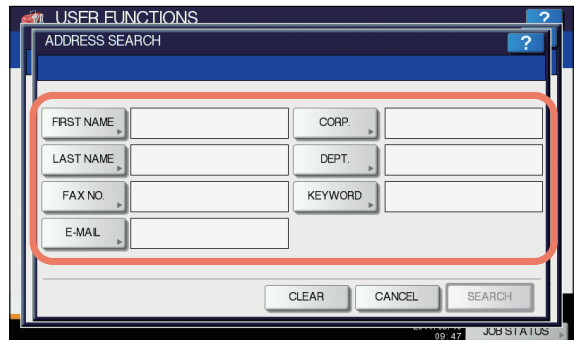 USER FUNCTIONS ?
ADDRESS SEARCH ?
FIRST NAME CORP.
LAST NAME DEPT.
FAX NO. KEYWORD
E-MAIL
CLEAR CANCEL SEARCH
09:47 JOB STATUS